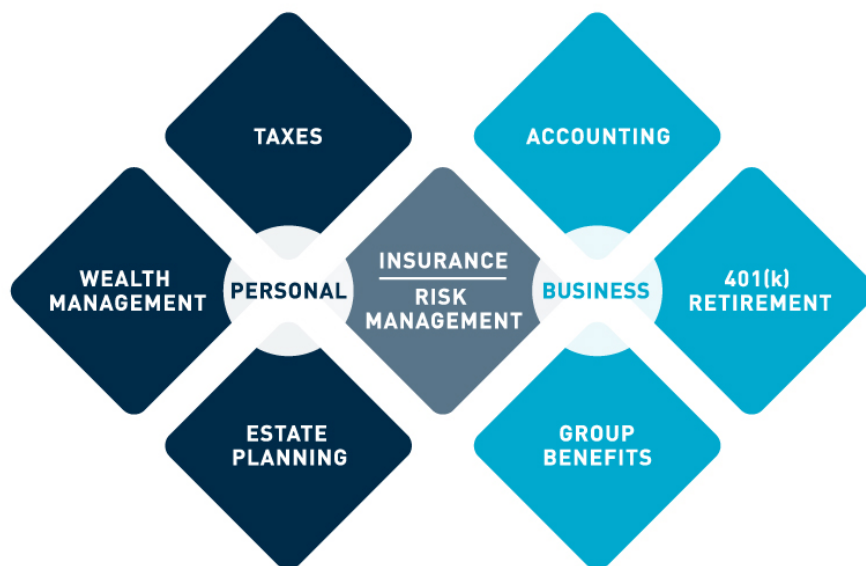 TAXES
ACCOUNTING
WEALTH
MANAGEMENT
PERSONAL
INSURANCE
RISK
MANAGEMENT
BUSINESS
401(k)
RETIREMENT
ESTATE
PLANNING
GROUP
BENEFITS